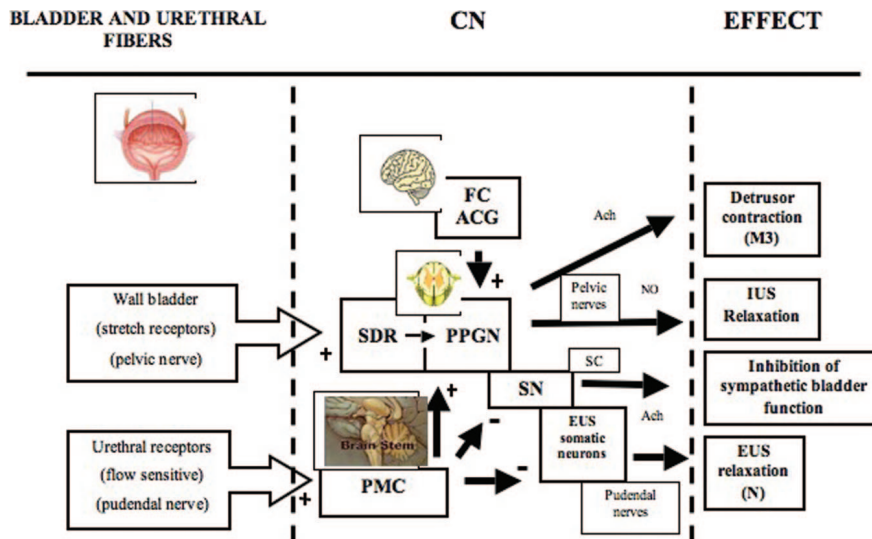 BLADDER AND URETHRAL
FIBERS
CN
EFFECT
FC
ACG
+
Ach
Detrusor
contraction
(M3)
Wall bladder
(stretch receptors)
(pelvic nerve)
+
SDR
PPGN
Pelvic
nerves
NO
IUS
Relaxation
SN
SC
Inhibition of
sympathetic bladder
function
Urethral receptors
(flow sensitive)
(pudendal nerve)
+
Brain Stem
PMC
+
-
-
EUS
somatic
neurons
Ach
Pudendal
nerves
EUS
relaxation
(N)